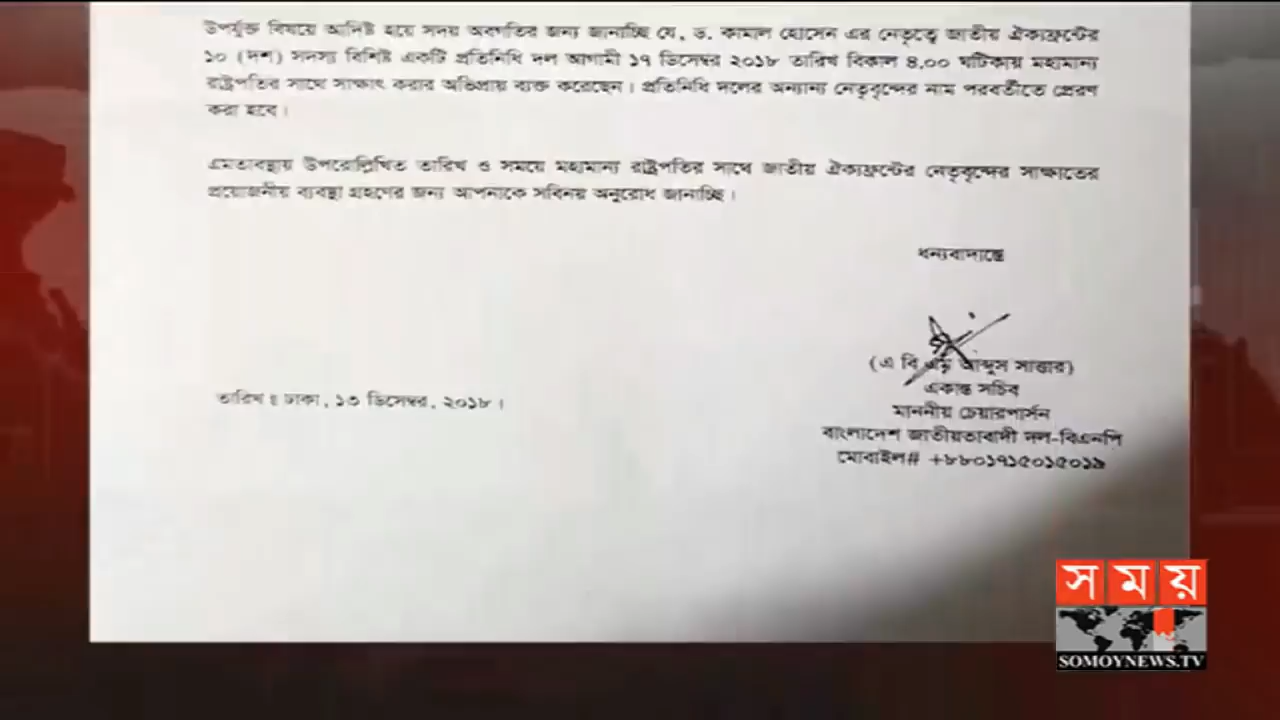 উপর্যুক্ত বিষয়ে আদিষ্ট হয়ে সদয় অবগতির জন্য জানাচ্ছি যে, ড. কামাল হোসেন এর নেতৃত্বে জাতীয় ঐক্যফ্রন্টের
১০ (দশ) সদস্য বিশিষ্ট একটি প্রতিনিধি দল আগামী ১৭ ডিসেম্বর ২০১৮ তারিখ বিকাল ৪.০০ ঘটিকায় মহামান্য
রাষ্ট্রপতির সাথে সাক্ষাৎ করার অভিপ্রায় ব্যক্ত করেছেন। প্রতিনিধি দলের অন্যান্য নেতৃবৃন্দের নাম পরবর্তীতে প্রেরণ
করা হবে।
এমতাবস্থায় উপরোল্লিখিত তারিখ ও সময়ে মহামান্য রাষ্ট্রপতির সাথে জাতীয় ঐক্যফ্রন্টের নেতৃবৃন্দের সাক্ষাতের
প্রয়োজনীয় ব্যবস্থা গ্রহণের জন্য আপনাকে সবিনয় অনুরোধ জানাচ্ছি।
ধন্যবাদান্তে
(এ বি এম আব্দুস সাত্তার)
একান্ত সচিব
মাননীয় চেয়ারপার্সন
বাংলাদেশ জাতীয়তাবাদী দল-বিএনপি
মোবাইল# +৮৮০১৭১৫০১৫০১৯
তারিখ ঃ ঢাকা, ১৩ ডিসেম্বর, ২০১৮।
সময়
SOMOYNEWS.TV